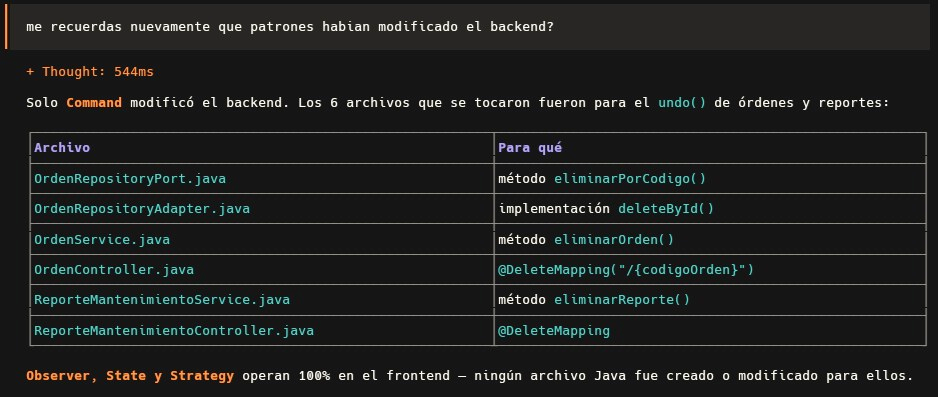 me recuerdas nuevamente que patrones habian modificado el backend?
+ Thought: 544ms
Solo Command modificó el backend. Los 6 archivos que se tocaron fueron para el undo() de órdenes y reportes:
Archivo Para qué
OrdenRepositoryPort.java método eliminarPorCodigo()
OrdenRepositoryAdapter.java implementación deleteById()
OrdenService.java método eliminarOrden()
OrdenController.java @DeleteMapping("/{codigoOrden}")
ReporteMantenimientoService.java método eliminarReporte()
ReporteMantenimientoController.java @DeleteMapping
Observer, State y Strategy operan 100% en el frontend — ningún archivo Java fue creado o modificado para ellos.